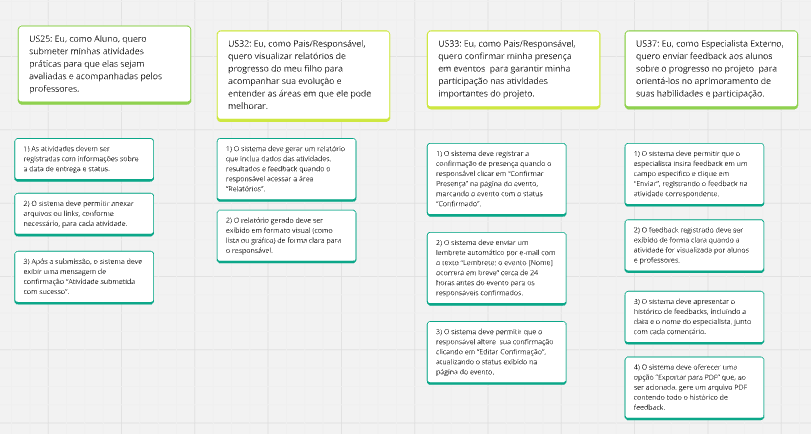 US25: Eu, como Aluno, quero
submeter minhas atividades
práticas para que elas sejam
avaliadas e acompanhadas pelos
professores.
1) As atividades devem ser
registradas com informações sobre
a data de entrega e status.
2) O sistema deve permitir anexar
arquivos ou links, conforme
necessário, para cada atividade.
3) Após a submissão, o sistema deve
exibir uma mensagem de
confirmação "Atividade submetida
com sucesso".
US32: Eu, como Pais/Responsável,
quero visualizar relatórios de
progresso do meu filho para
acompanhar sua evolução e
entender as áreas em que ele pode
melhorar.
1) O sistema deve gerar um relatório
que inclua dados das atividades,
resultados e feedback quando o
responsável acessar a área
"Relatórios".
2) O relatório gerado deve ser
exibido em formato visual (como
lista ou gráfico) de forma clara para
o responsável.
US33: Eu, como Pais/Responsável,
quero confirmar minha presença
em eventos para garantir minha
participação nas atividades
importantes do projeto.
1) O sistema deve registrar a
confirmação de presença quando o
responsável clicar em "Confirmar
Presença" na página do evento,
marcando o evento com o status
"Confirmado".
2) O sistema deve enviar um
lembrete automático por e-mail com
o texto "Lembrete: o evento [Nome]
ocorrerá em breve" cerca de 24
horas antes do evento para os
responsáveis confirmados.
3) O sistema deve permitir que o
responsável altere sua confirmação
clicando em "Editar Confirmação",
atualizando o status exibido na
página do evento.
US37: Eu, como Especialista Externo,
quero enviar feedback aos alunos
sobre o progresso no projeto para
orientá-los no aprimoramento de
suas habilidades e participação.
1) O sistema deve permitir que o
especialista insira feedback em um
campo específico e clique em
"Enviar", registrando o feedback na
atividade correspondente.
2) O feedback registrado deve ser
exibido de forma clara quando a
atividade for visualizada por alunos
e professores.
3) O sistema deve apresentar o
histórico de feedbacks, incluindo a
data e o nome do especialista, junto
com cada comentário.
4) O sistema deve oferecer uma
opção "Exportar para PDF" que, ao
ser acionada, gere um arquivo PDF
contendo todo o histórico de
feedback.